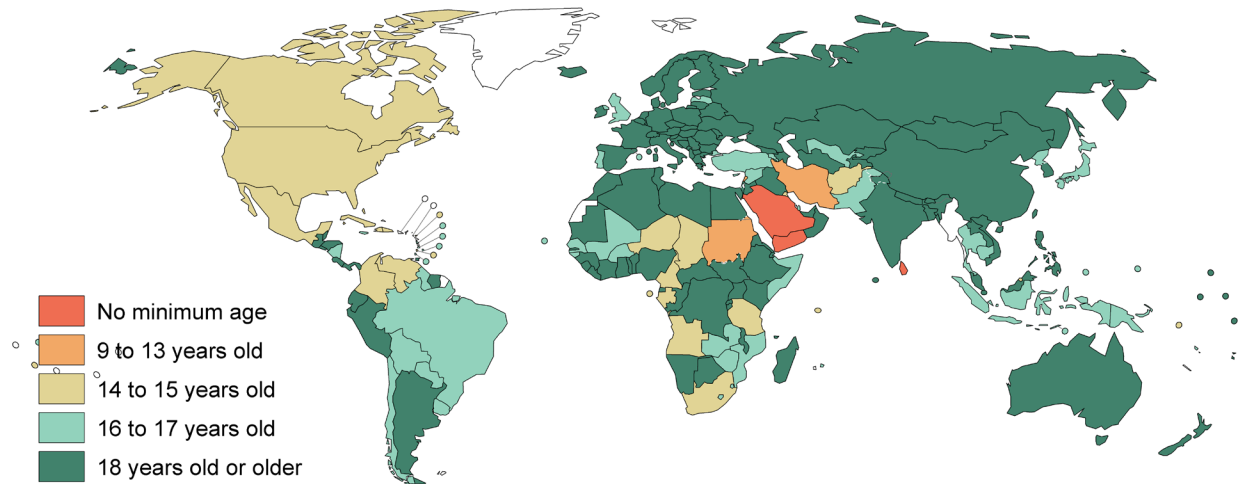 No minimum age
9 to 13 years old
14 to 15 years old
16 to 17 years old
18 years old or older